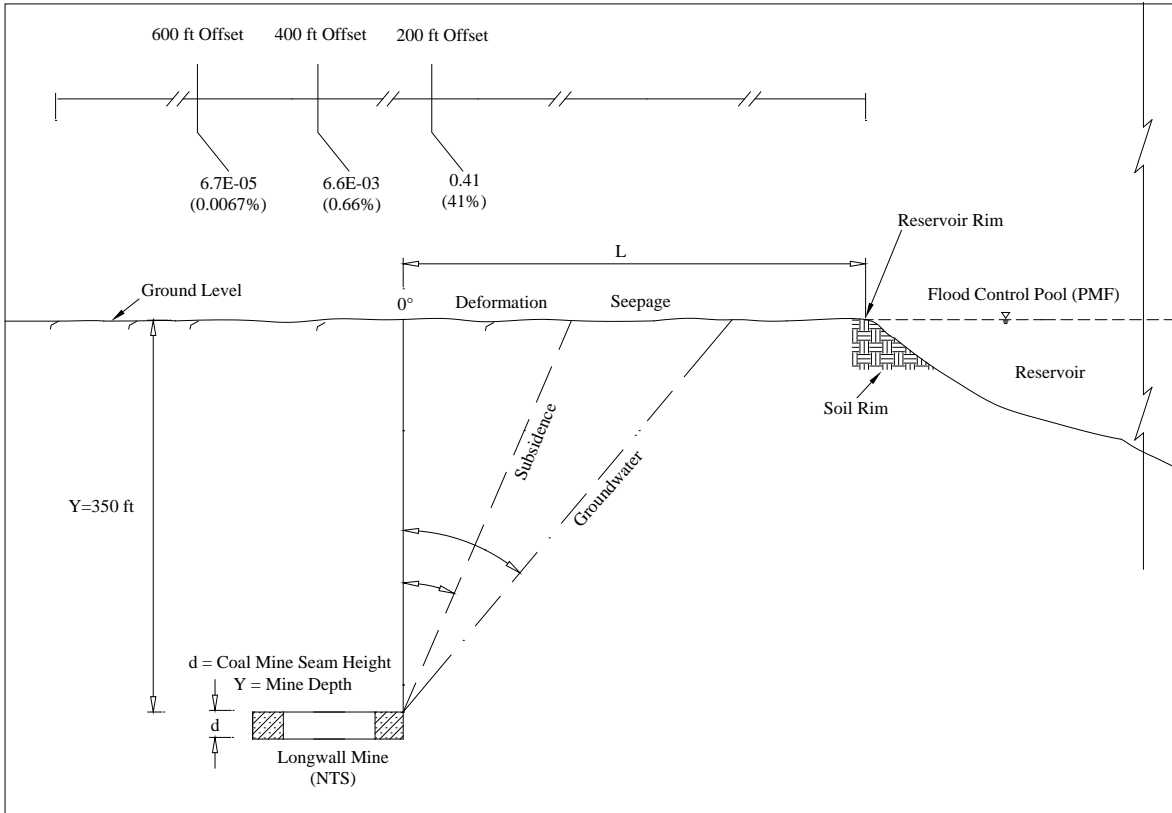 600 ft Offset
400 ft Offset
200 ft Offset
6.7E-05
(0.0067%)
6.6E-03
(0.66%)
0.41
(41%)
Reservoir Rim
L
Ground Level
0°
Deformation
Seepage
Flood Control Pool (PMF)
Reservoir
Soil Rim
Subsidence
Groundwater
Y=350 ft
d = Coal Mine Seam Height
Y = Mine Depth
d
Longwall Mine
(NTS)